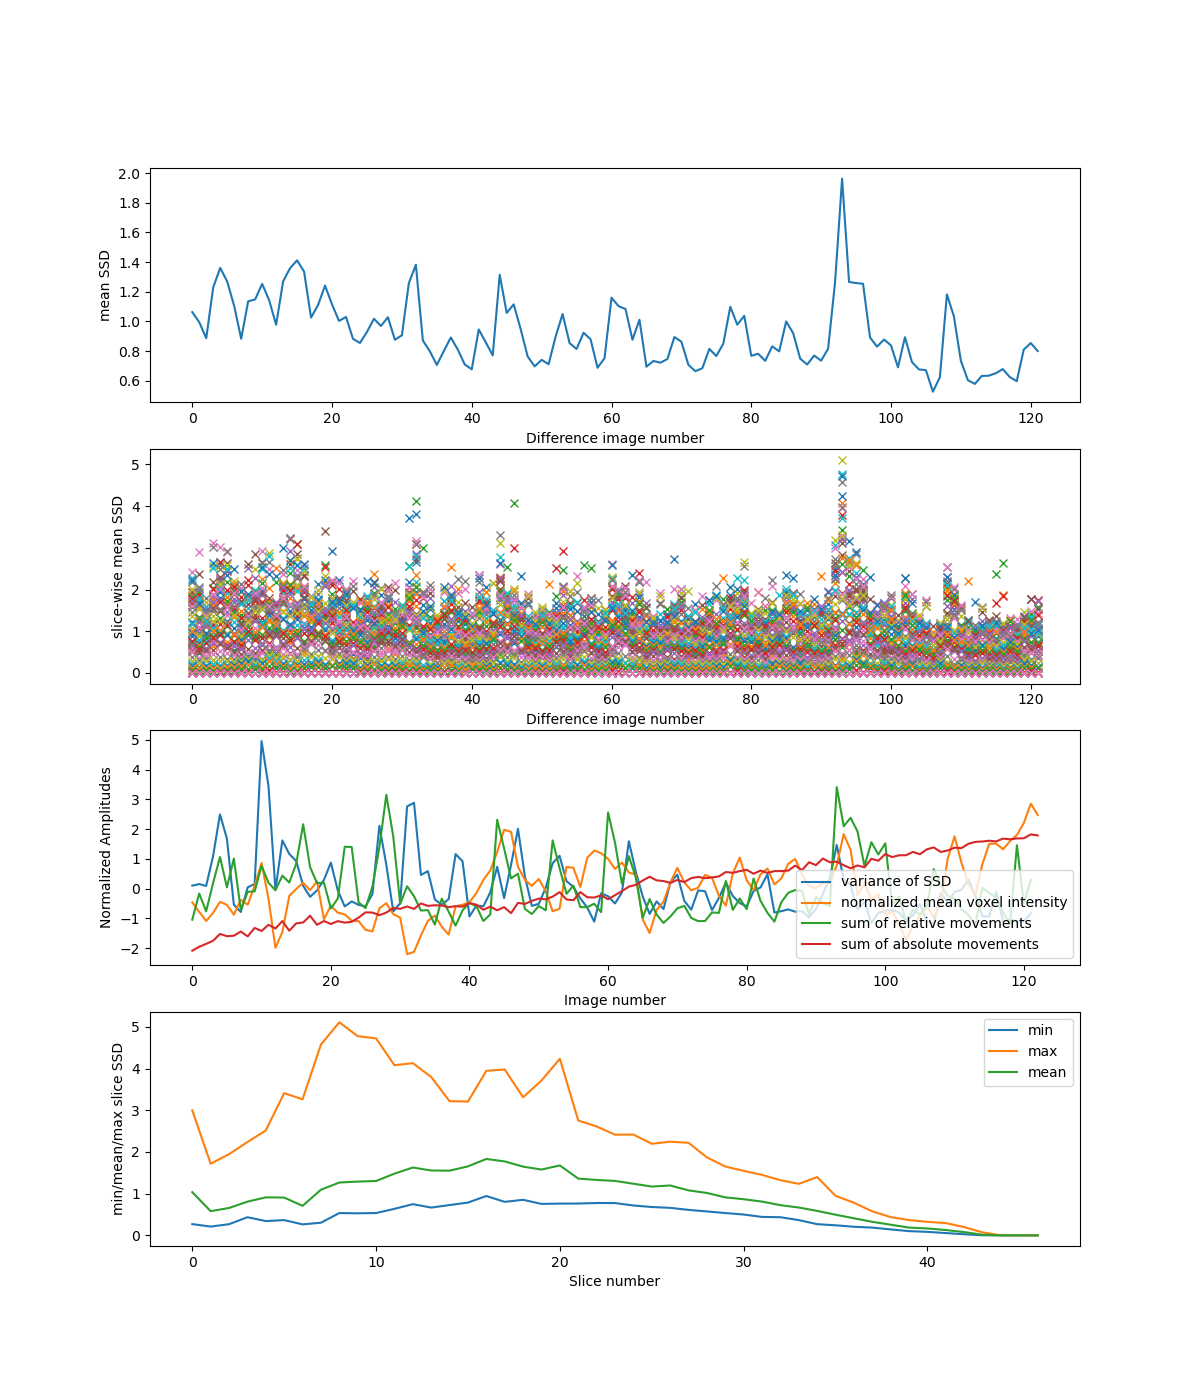 2.0
1.8
1.6
1.4
1.2
1.0
0.8
0.6
mean SSD
0 20 40 60 80 100 120
Difference image number
5
4
3
2
1
0
slice-wise mean SSD
0 20 40 60 80 100 120
Difference image number
5
4
3
2
1
0
−1
−2
Normalized Amplitudes
variance of SSD
normalized mean voxel intensity
sum of relative movements
sum of absolute movements
0 20 40 60 80 100 120
Image number
5
4
3
2
1
0
min/mean/max slice SSD
min
max
mean
0 10 20 30 40
Slice number